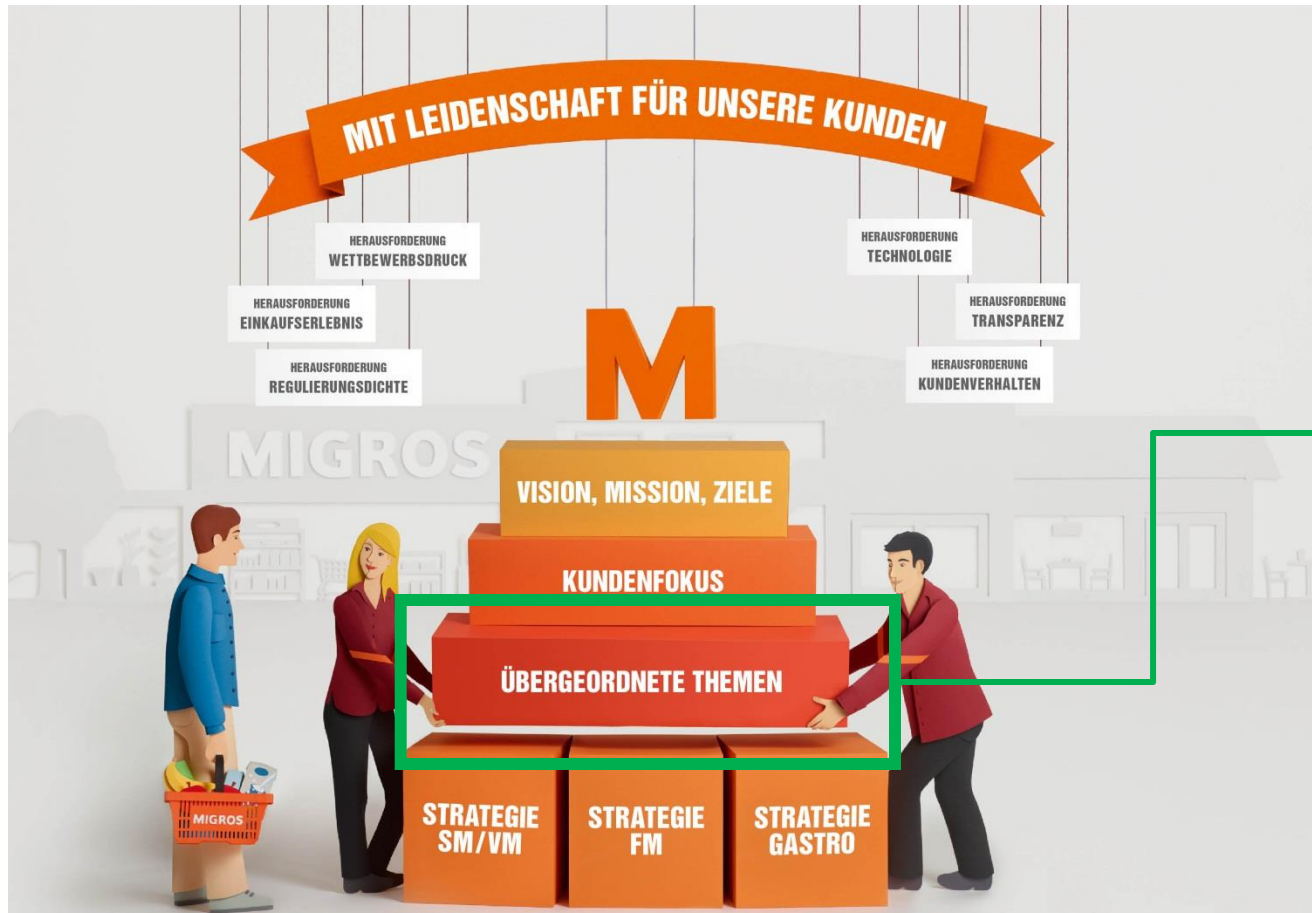 MIT LEIDENSCHAFT FÜR UNSERE KUNDEN
HERAUSFORDERUNG
WETTBEWERBSDRUCK
HERAUSFORDERUNG
TECHNOLOGIE
HERAUSFORDERUNG
EINKAUFSERLEBNIS
HERAUSFORDERUNG
TRANSPARENZ
HERAUSFORDERUNG
REGULIERUNGSDICHTE
HERAUSFORDERUNG
KUNDENVERHALTEN
M
MIGROS
VISION, MISSION, ZIELE
KUNDENFOKUS
ÜBERGEORDNETE THEMEN
STRATEGIE
SM/VM
STRATEGIE
FM
STRATEGIE
GASTRO
MIGROS